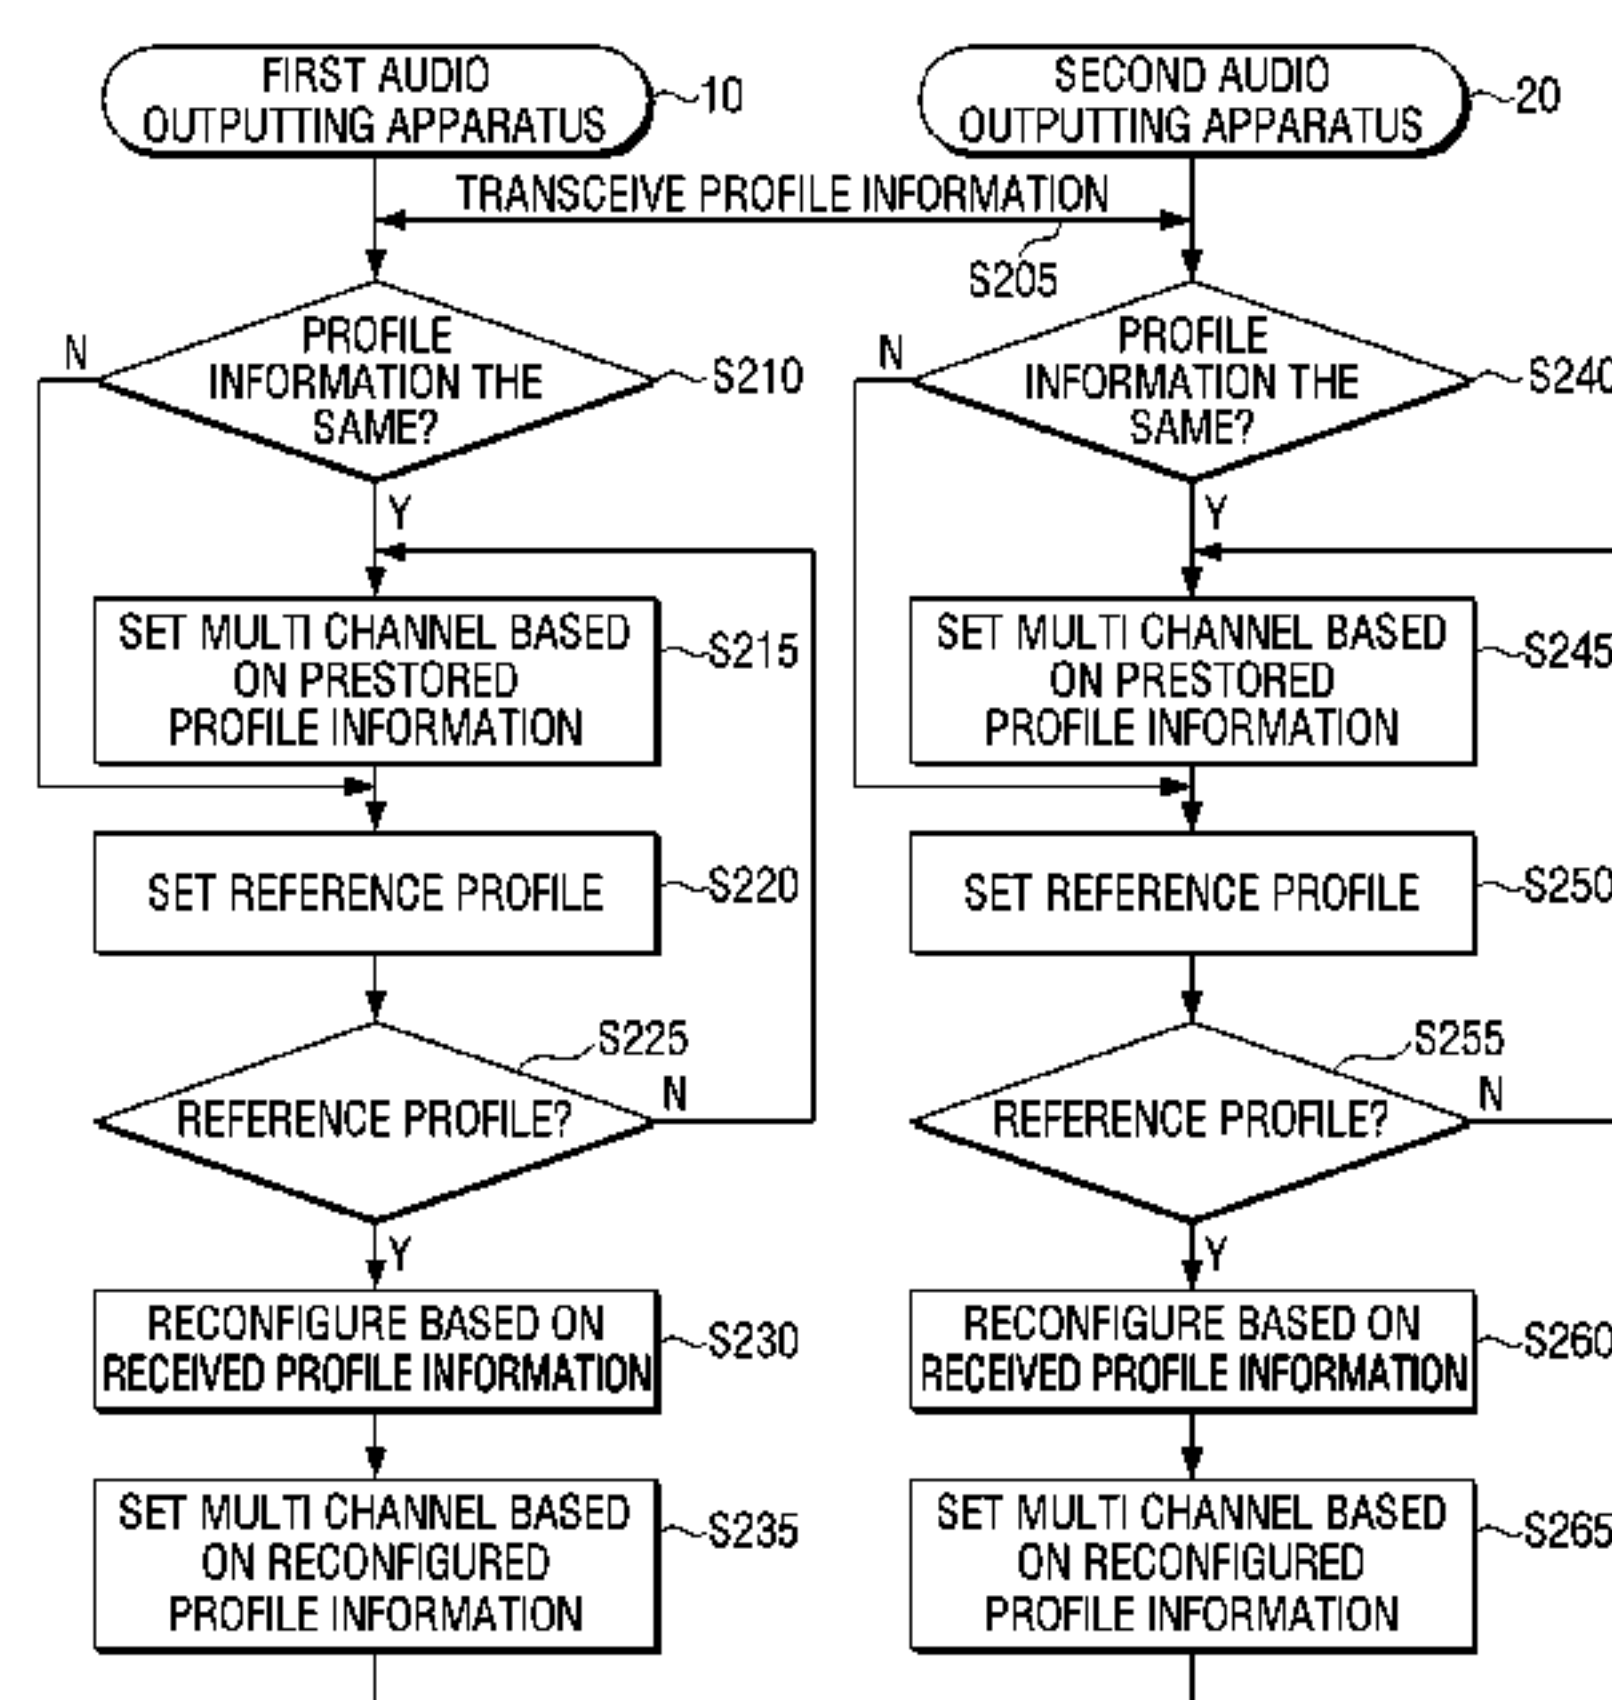 FIRST AUDIO
OUTPUTTING APPARATUS
10
SECOND AUDIO
OUTPUTTING APPARATUS
20
TRANSCEIVE PROFILE INFORMATION
S205
PROFILE
INFORMATION THE
SAME?
N
S210
Y
PROFILE
INFORMATION THE
SAME?
N
S240
Y
SET MULTI CHANNEL BASED
ON PRESTORED
PROFILE INFORMATION
S215
SET MULTI CHANNEL BASED
ON PRESTORED
PROFILE INFORMATION
S245
SET REFERENCE PROFILE
S220
SET REFERENCE PROFILE
S250
S225
REFERENCE PROFILE?
N
Y
S255
REFERENCE PROFILE?
N
Y
RECONFIGURE BASED ON
RECEIVED PROFILE INFORMATION
S230
RECONFIGURE BASED ON
RECEIVED PROFILE INFORMATION
S260
SET MULTI CHANNEL BASED
ON RECONFIGURED
PROFILE INFORMATION
S235
SET MULTI CHANNEL BASED
ON RECONFIGURED
PROFILE INFORMATION
S265